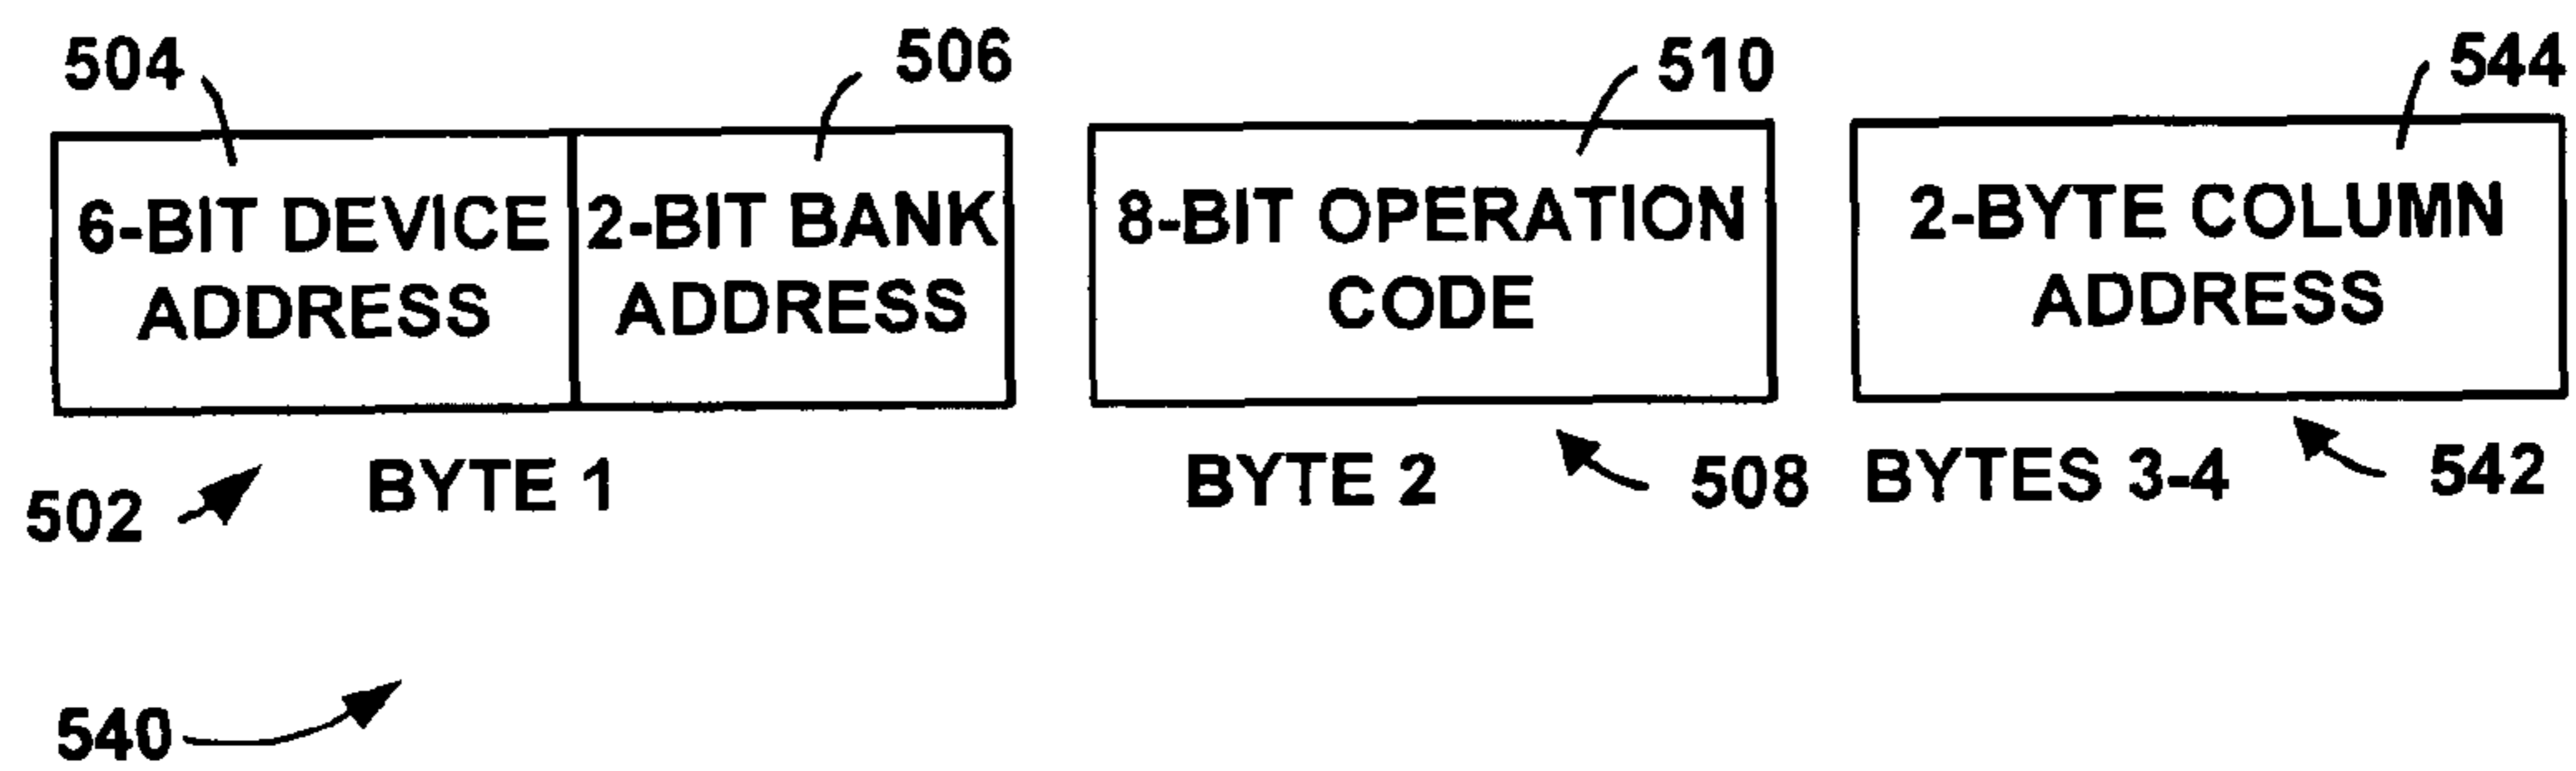 504 506 510 544
6-BIT DEVICE 2-BIT BANK 8-BIT OPERATION 2-BYTE COLUMN
ADDRESS ADDRESS CODE ADDRESS
502 BYTE 1 BYTE 2 508 BYTES 3-4 542
540